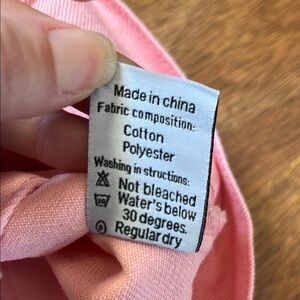 Made in china
Fabric composition:
Cotton
Polyester
Washing in structions:
Not bleached
Water's below
30 degrees.
Regular dry